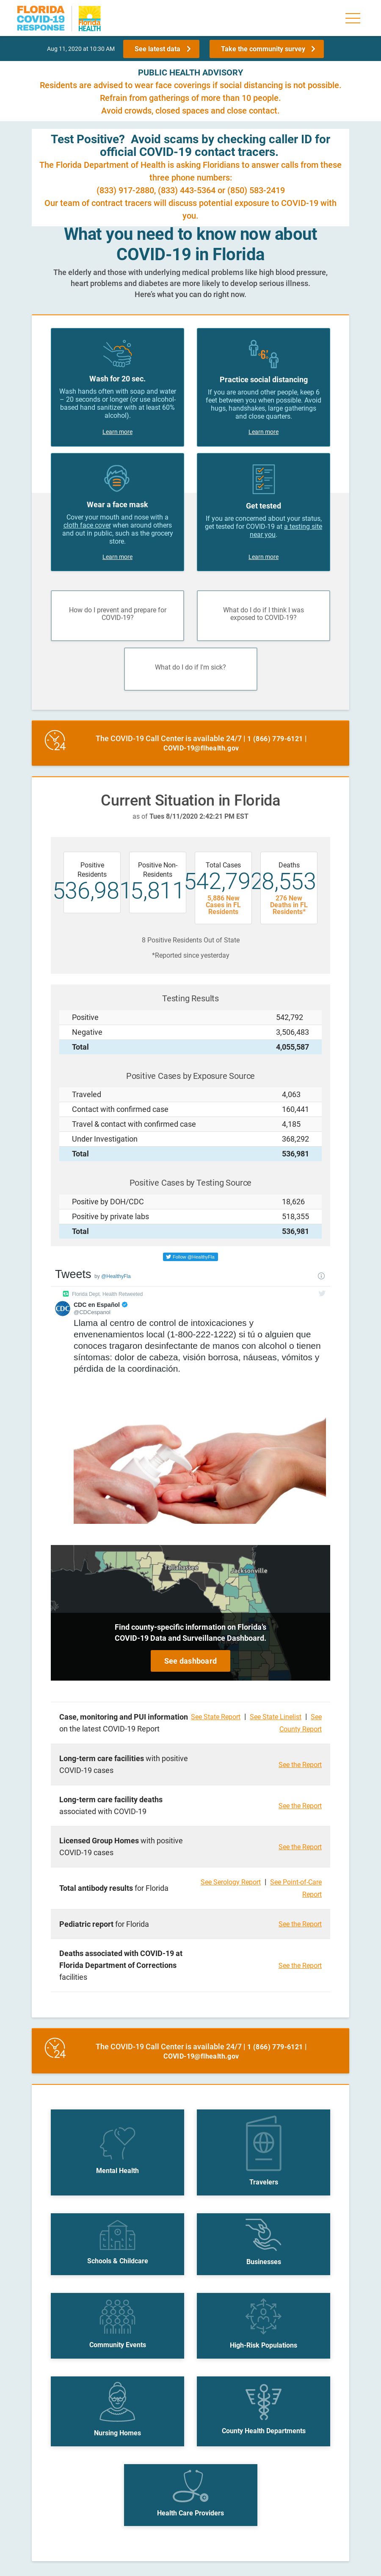 FLORIDA
COVID-19
RESPONSE
Florida
HEALTH
Aug 11, 2020 at 10:30 AM
See latest data
Take the community survey
PUBLIC HEALTH ADVISORY
Residents are advised to wear face coverings if social distancing is not possible.
Refrain from gatherings of more than 10 people.
Avoid crowds, closed spaces and close contact.
Test Positive?  Avoid scams by checking caller ID for
official COVID-19 contact tracers.
The Florida Department of Health is asking Floridians to answer calls from these
three phone numbers:
(833) 917-2880, (833) 443-5364 or (850) 583-2419
Our team of contract tracers will discuss potential exposure to COVID-19 with
you.
What you need to know now about
COVID-19 in Florida
The elderly and those with underlying medical problems like high blood pressure,
heart problems and diabetes are more likely to develop serious illness.
Here's what you can do right now.
Wash for 20 sec.
Wash hands often with soap and water
– 20 seconds or longer (or use alcohol-
based hand sanitizer with at least 60%
alcohol).
Learn more
6'
Practice social distancing
If you are around other people, keep 6
feet between you when possible. Avoid
hugs, handshakes, large gatherings
and close quarters.
Learn more
Wear a face mask
Cover your mouth and nose with a
cloth face cover when around others
and out in public, such as the grocery
store.
Learn more
Get tested
If you are concerned about your status,
get tested for COVID-19 at a testing site
near you.
Learn more
How do I prevent and prepare for
COVID-19?
What do I do if I think I was
exposed to COVID-19?
What do I do if I'm sick?
24
The COVID-19 Call Center is available 24/7 | 1 (866) 779-6121 |
COVID-19@flhealth.gov
Current Situation in Florida
as of Tues 8/11/2020 2:42:21 PM EST
Positive
Residents
536,981
Positive Non-
Residents
5,811
Total Cases
542,792
5,886 New
Cases in FL
Residents
Deaths
8,553
276 New
Deaths in FL
Residents*
8 Positive Residents Out of State
*Reported since yesterday
Testing Results
Positive 542,792
Negative 3,506,483
Total 4,055,587
Positive Cases by Exposure Source
Traveled 4,063
Contact with confirmed case 160,441
Travel & contact with confirmed case 4,185
Under Investigation 368,292
Total 536,981
Positive Cases by Testing Source
Positive by DOH/CDC 18,626
Positive by private labs 518,355
Total 536,981
Follow @HealthyFla
Tweets by @HealthyFla
Florida Dept. Health Retweeted
CDC
CDC en Español
@CDCespanol
Llama al centro de control de intoxicaciones y
envenenamientos local (1-800-222-1222) si tú o alguien que
conoces tragaron desinfectante de manos con alcohol o tienen
síntomas: dolor de cabeza, visión borrosa, náuseas, vómitos y
pérdida de la coordinación.
Tallahassee
Jacksonville
Find county-specific information on Florida's
COVID-19 Data and Surveillance Dashboard.
See dashboard
Case, monitoring and PUI information
on the latest COVID-19 Report
See State Report | See State Linelist | See
County Report
Long-term care facilities with positive
COVID-19 cases
See the Report
Long-term care facility deaths
associated with COVID-19
See the Report
Licensed Group Homes with positive
COVID-19 cases
See the Report
Total antibody results for Florida
See Serology Report | See Point-of-Care
Report
Pediatric report for Florida
See the Report
Deaths associated with COVID-19 at
Florida Department of Corrections
facilities
See the Report
24
The COVID-19 Call Center is available 24/7 | 1 (866) 779-6121 |
COVID-19@flhealth.gov
Mental Health
Travelers
Schools & Childcare
Businesses
Community Events
High-Risk Populations
Nursing Homes
County Health Departments
Health Care Providers